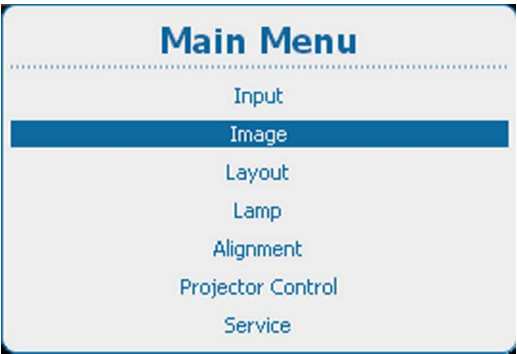 Main Menu
Input
Image
Layout
Lamp
Alignment
Projector Control
Service